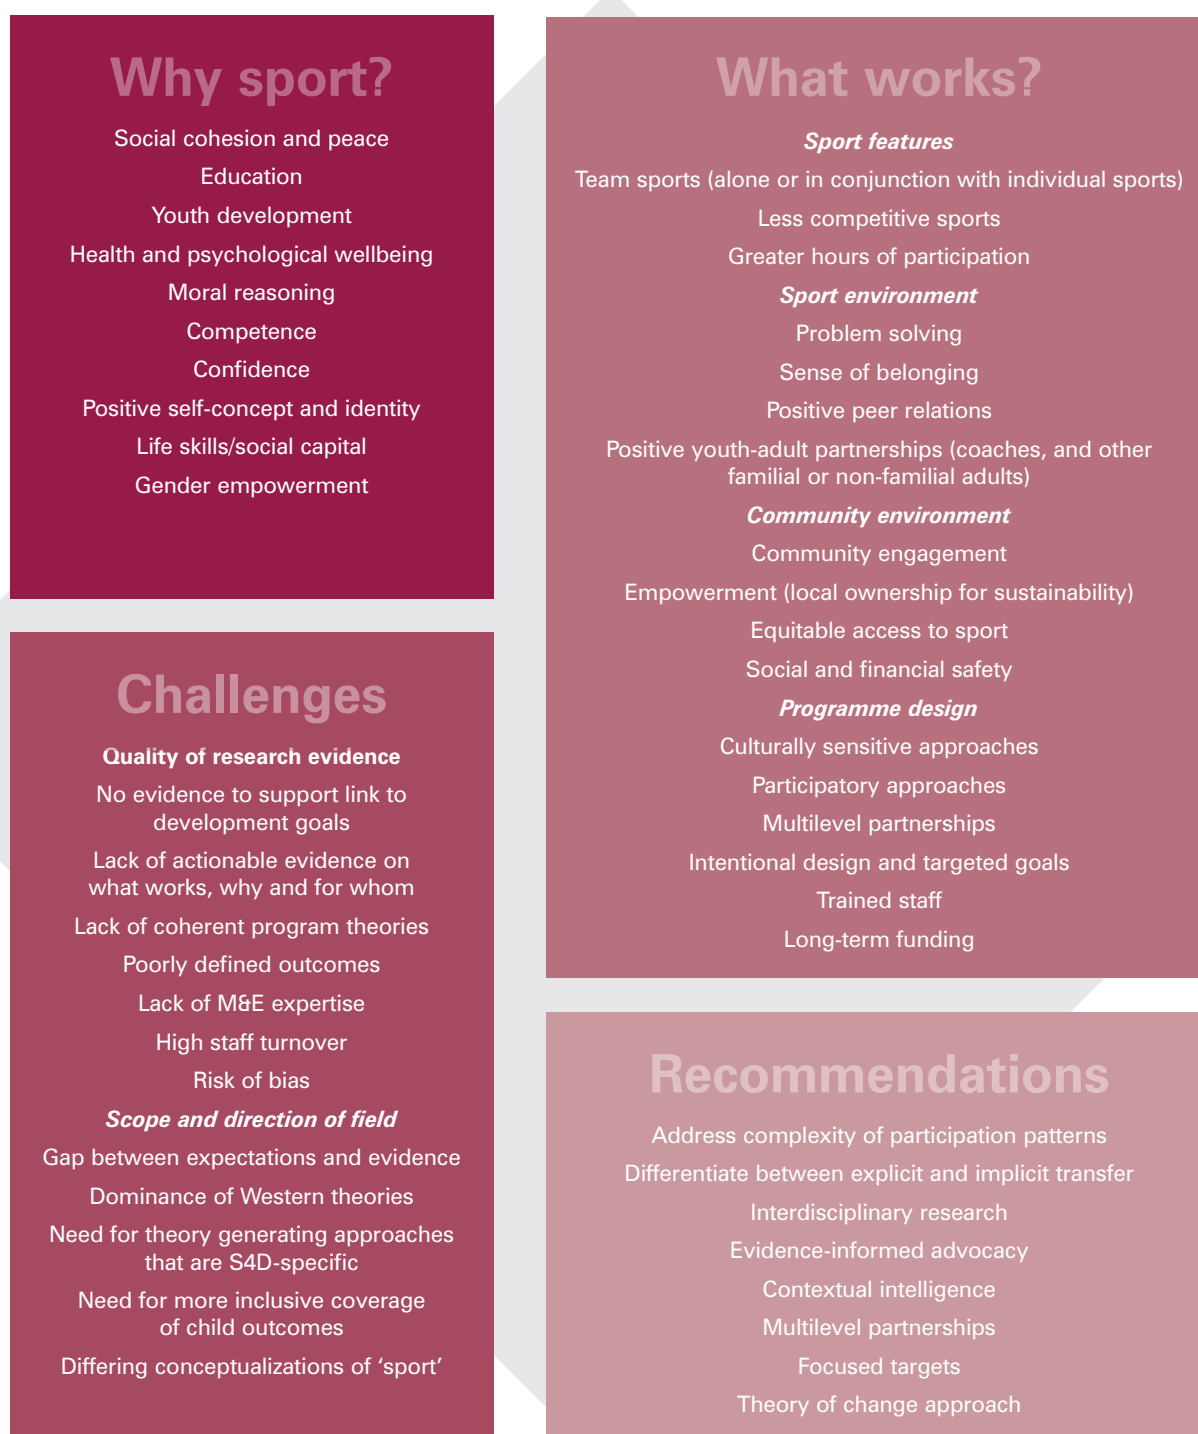 Why sport?
Social cohesion and peace
Education
Youth development
Health and psychological wellbeing
Moral reasoning
Competence
Confidence
Positive self-concept and identity
Life skills/social capital
Gender empowerment
Challenges
Quality of research evidence
No evidence to support link to
development goals
Lack of actionable evidence on
what works, why and for whom
Lack of coherent program theories
Poorly defined outcomes
Lack of M&E expertise
High staff turnover
Risk of bias
Scope and direction of field
Gap between expectations and evidence
Dominance of Western theories
Need for theory generating approaches
that are S4D-specific
Need for more inclusive coverage
of child outcomes
Differing conceptualizations of ‘sport’
What works?
Sport features
Team sports (alone or in conjunction with individual sports)
Less competitive sports
Greater hours of participation
Sport environment
Problem solving
Sense of belonging
Positive peer relations
Positive youth-adult partnerships (coaches, and other
familial or non-familial adults)
Community environment
Community engagement
Empowerment (local ownership for sustainability)
Equitable access to sport
Social and financial safety
Programme design
Culturally sensitive approaches
Participatory approaches
Multilevel partnerships
Intentional design and targeted goals
Trained staff
Long-term funding
Recommendations
Address complexity of participation patterns
Differentiate between explicit and implicit transfer
Interdisciplinary research
Evidence-informed advocacy
Contextual intelligence
Multilevel partnerships
Focused targets
Theory of change approach